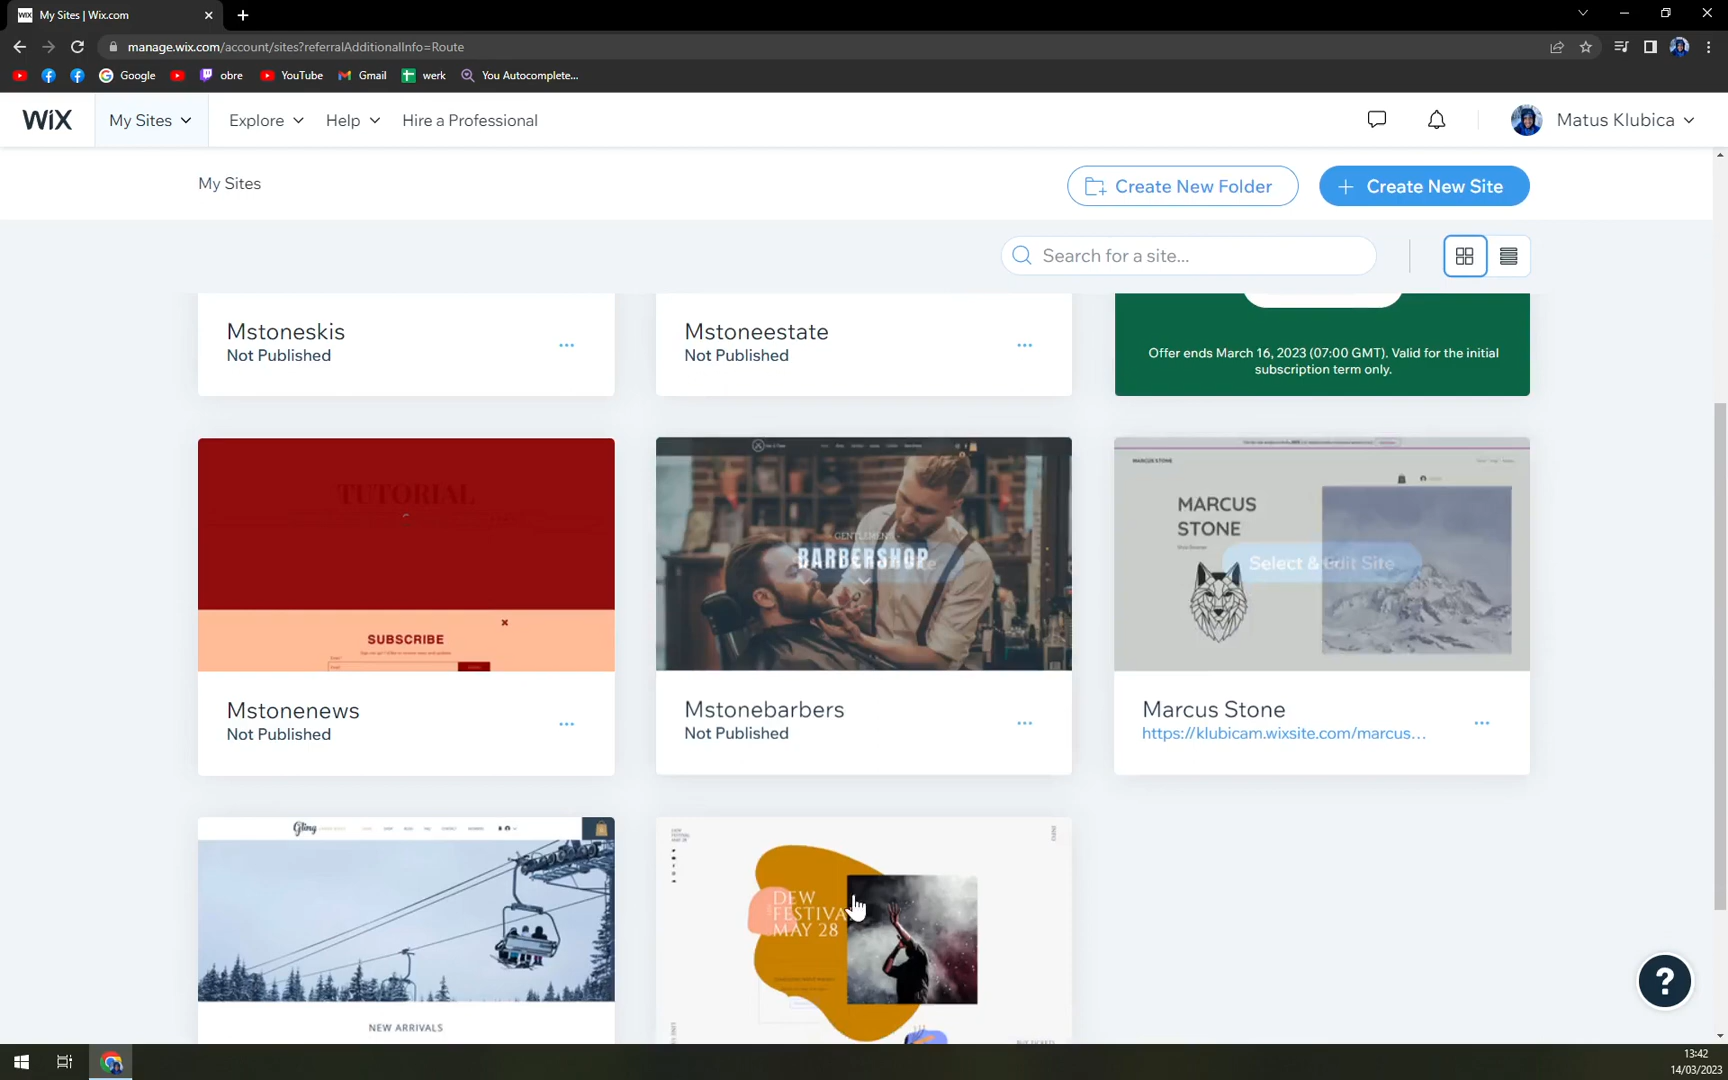 My Sites | Wix.com
manage.wix.com/account/sites?referralAdditionalInfo=Route
Google
obre
YouTube
Gmail
werk
You Autocomplete...
WiX
My Sites
Explore
Help
Hire a Professional
Matus Klubica
My Sites
Create New Folder
+ Create New Site
Search for a site...
Mstoneskis
Not Published
...
Mstoneestate
Not Published
...
Offer ends March 16, 2023 (07:00 GMT). Valid for the initial
subscription term only.
TUTORIAL
SUBSCRIBE
Mstonenews
Not Published
...
GENTLEMEN'S
BARBERSHOP
Mstonebarbers
Not Published
...
MARCUS STONE
MARCUS
STONE
Select & Edit Site
Marcus Stone
https://klubicam.wixsite.com/marcus...
...
NEW ARRIVALS
DEW
FESTIVA
MAY 28
?
13:42
14/03/2023